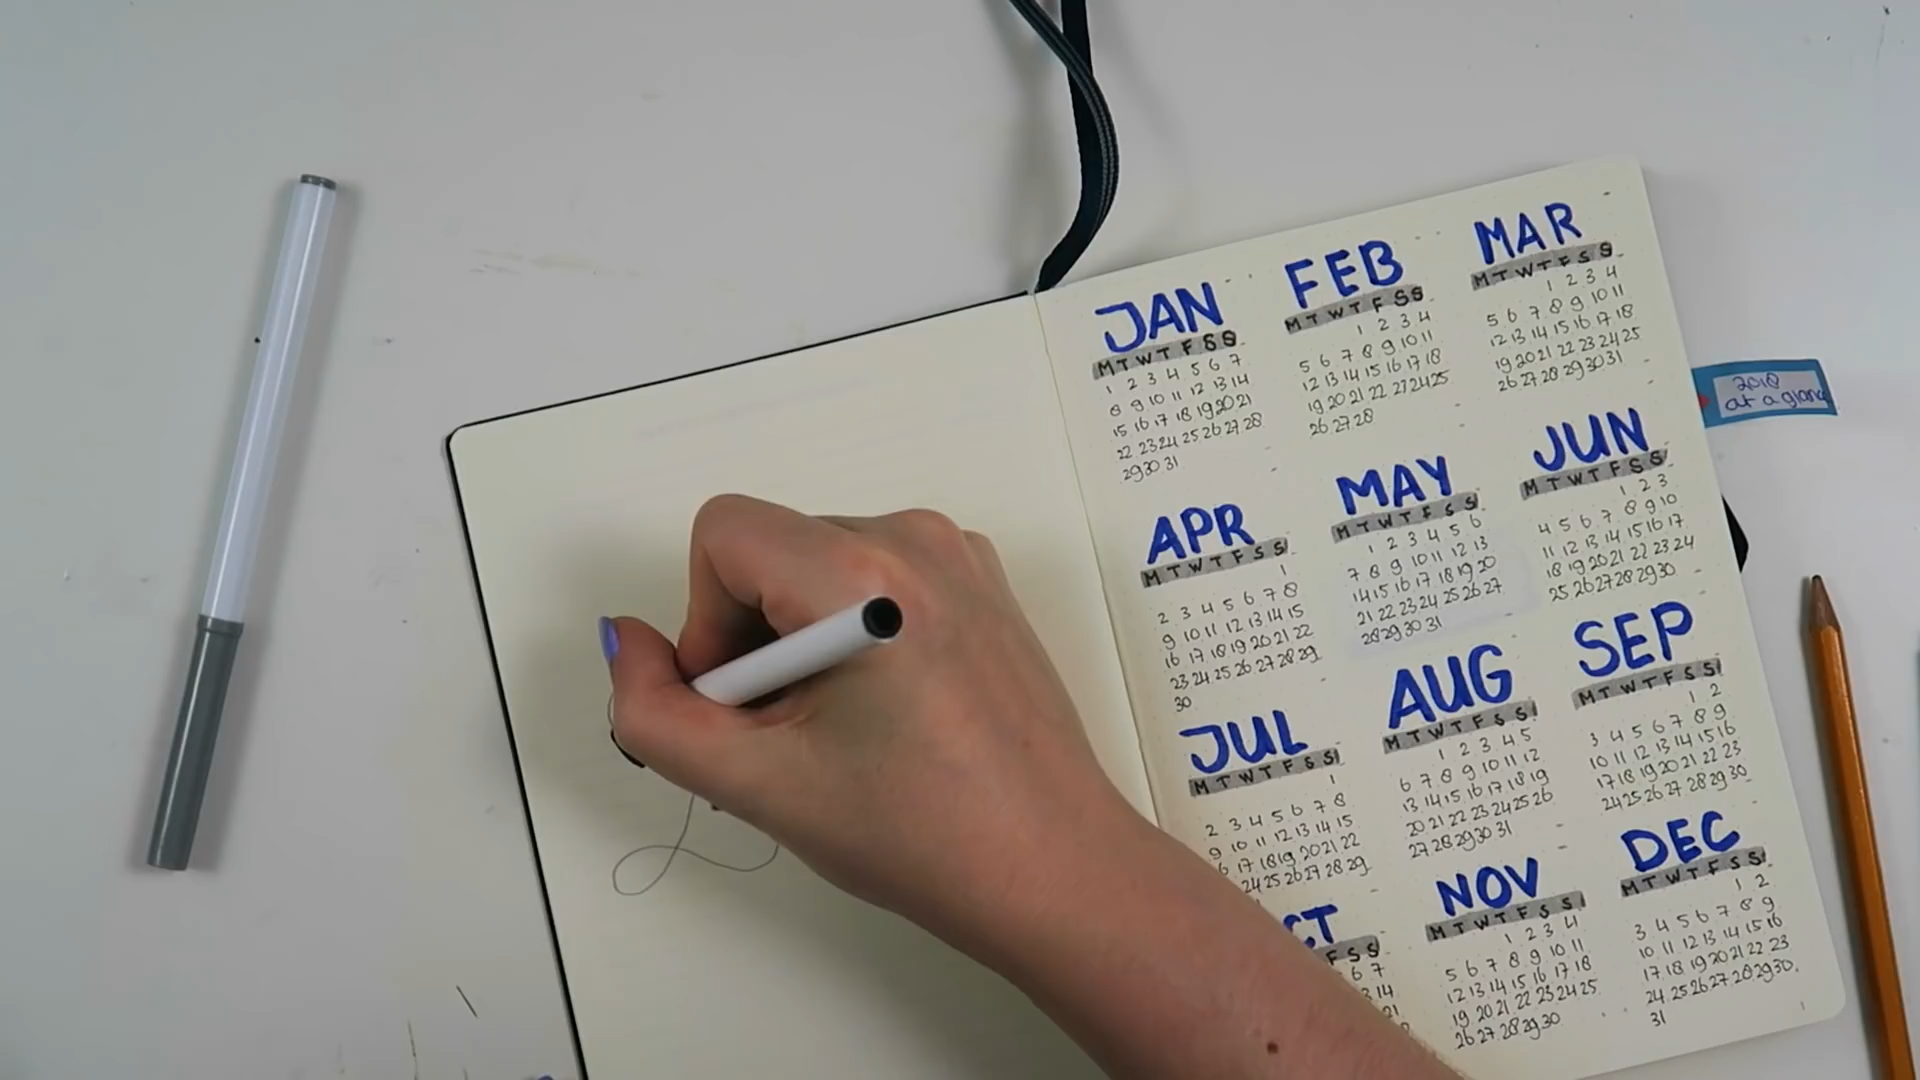 JAN
M T W T F S S
1 2 3 4 5 6 7
8 9 10 11 12 13 14
15 16 17 18 19 20 21
22 23 24 25 26 27 28
29 30 31
FEB
M T W T F S S
1 2 3 4
5 6 7 8 9 10 11
12 13 14 15 16 17 18
19 20 21 22 23 24 25
26 27 28
MAR
M T W T F S S
1 2 3 4
5 6 7 8 9 10 11
12 13 14 15 16 17 18
19 20 21 22 23 24 25
26 27 28 29 30 31
2018
at a glance
APR
M T W T F S S
1
2 3 4 5 6 7 8
9 10 11 12 13 14 15
16 17 18 19 20 21 22
23 24 25 26 27 28 29
30
MAY
M T W T F S S
1 2 3 4 5 6
7 8 9 10 11 12 13
14 15 16 17 18 19 20
21 22 23 24 25 26 27
28 29 30 31
JUN
M T W T F S S
1 2 3
4 5 6 7 8 9 10
11 12 13 14 15 16 17
18 19 20 21 22 23 24
25 26 27 28 29 30
JUL
M T W T F S S
1
2 3 4 5 6 7 8
9 10 11 12 13 14 15
6 17 18 19 20 21 22
24 25 26 27 28 29
AUG
M T W T F S S
1 2 3 4 5
6 7 8 9 10 11 12
13 14 15 16 17 18 19
20 21 22 23 24 25 26
27 28 29 30 31
SEP
M T W T F S S
1 2
3 4 5 6 7 8 9
10 11 12 13 14 15 16
17 18 19 20 21 22 23
24 25 26 27 28 29 30
CT
F S S
6 7
3 14
21
NOV
M T W T F S S
1 2 3 4
5 6 7 8 9 10 11
12 13 14 15 16 17 18
19 20 21 22 23 24 25
26 27 28 29 30
DEC
M T W T F S S
1 2
3 4 5 6 7 8 9
10 11 12 13 14 15 16
17 18 19 20 21 22 23
24 25 26 27 28 29 30
31